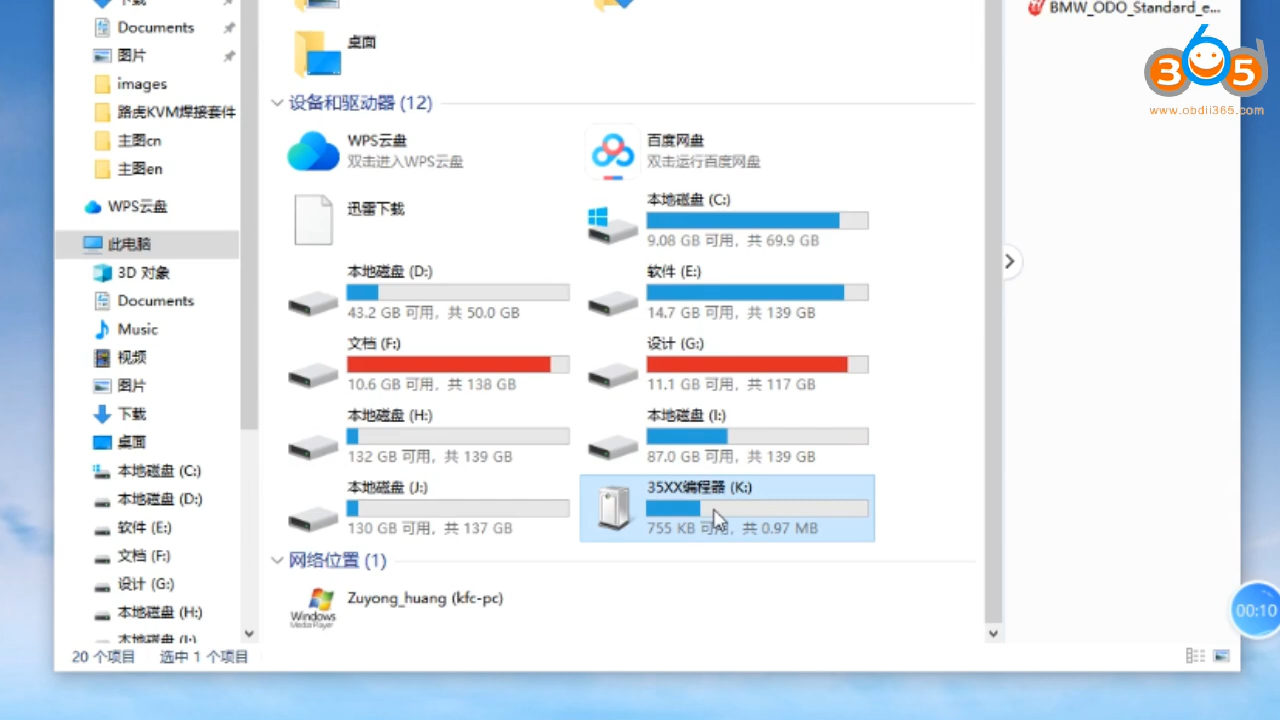 下载
Documents
图片
images
路虎KVM焊接套件
主图cn
主图en
WPS云盘
此电脑
3D 对象
Documents
Music
视频
图片
下载
桌面
本地磁盘 (C:)
本地磁盘 (D:)
软件 (E:)
文档 (F:)
设计 (G:)
本地磁盘 (H:)
本地磁盘 (I:)
桌面
设备和驱动器 (12)
WPS云盘
双击进入WPS云盘
百度网盘
双击运行百度网盘
迅雷下载
本地磁盘 (C:)
9.08 GB 可用，共 69.9 GB
本地磁盘 (D:)
43.2 GB 可用，共 50.0 GB
软件 (E:)
14.7 GB 可用，共 139 GB
文档 (F:)
10.6 GB 可用，共 138 GB
设计 (G:)
11.1 GB 可用，共 117 GB
本地磁盘 (H:)
132 GB 可用，共 139 GB
本地磁盘 (I:)
87.0 GB 可用，共 139 GB
本地磁盘 (J:)
130 GB 可用，共 137 GB
35XX编程器 (K:)
755 KB 可用，共 0.97 MB
网络位置 (1)
Zuyong_huang (kfc-pc)
Windows
Media Player
20 个项目 选中 1 个项目
BMW_ODO_Standard_e...
365d
www.obdii365.com
00:10